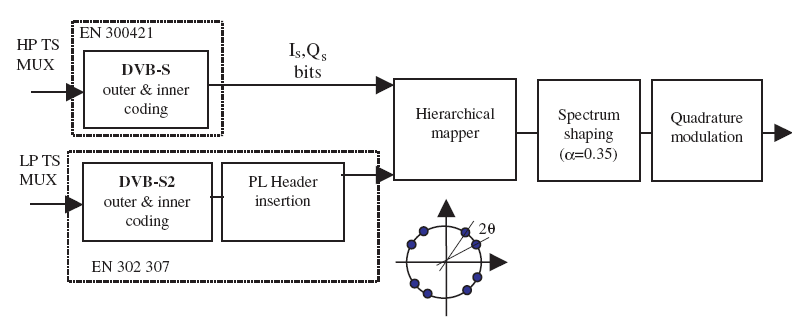 EN 300421
HP TS
MUX
DVB-S
outer & inner
coding
Is,Qs
bits
Hierarchical
mapper
Spectrum
shaping
(α=0.35)
Quadrature
modulation
LP TS
MUX
DVB-S2
outer & inner
coding
PL Header
insertion
EN 302 307
2θ